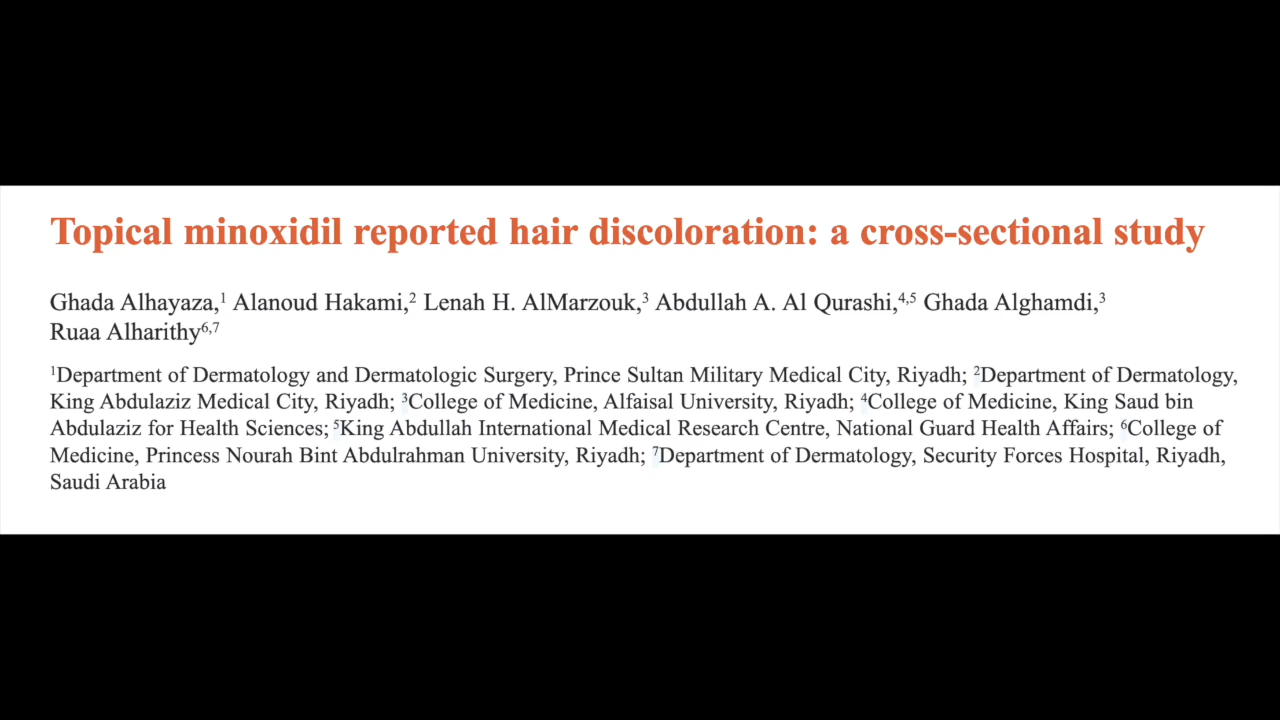 Topical minoxidil reported hair discoloration: a cross-sectional study
Ghada Alhayaza,¹ Alanoud Hakami,² Lenah H. AlMarzouk,³ Abdullah A. Al Qurashi,⁴,⁵ Ghada Alghamdi,³
Ruaa Alharithy⁶,⁷
¹Department of Dermatology and Dermatologic Surgery, Prince Sultan Military Medical City, Riyadh; ²Department of Dermatology,
King Abdulaziz Medical City, Riyadh; ³College of Medicine, Alfaisal University, Riyadh; ⁴College of Medicine, King Saud bin
Abdulaziz for Health Sciences; ⁵King Abdullah International Medical Research Centre, National Guard Health Affairs; ⁶College of
Medicine, Princess Nourah Bint Abdulrahman University, Riyadh; ⁷Department of Dermatology, Security Forces Hospital, Riyadh,
Saudi Arabia